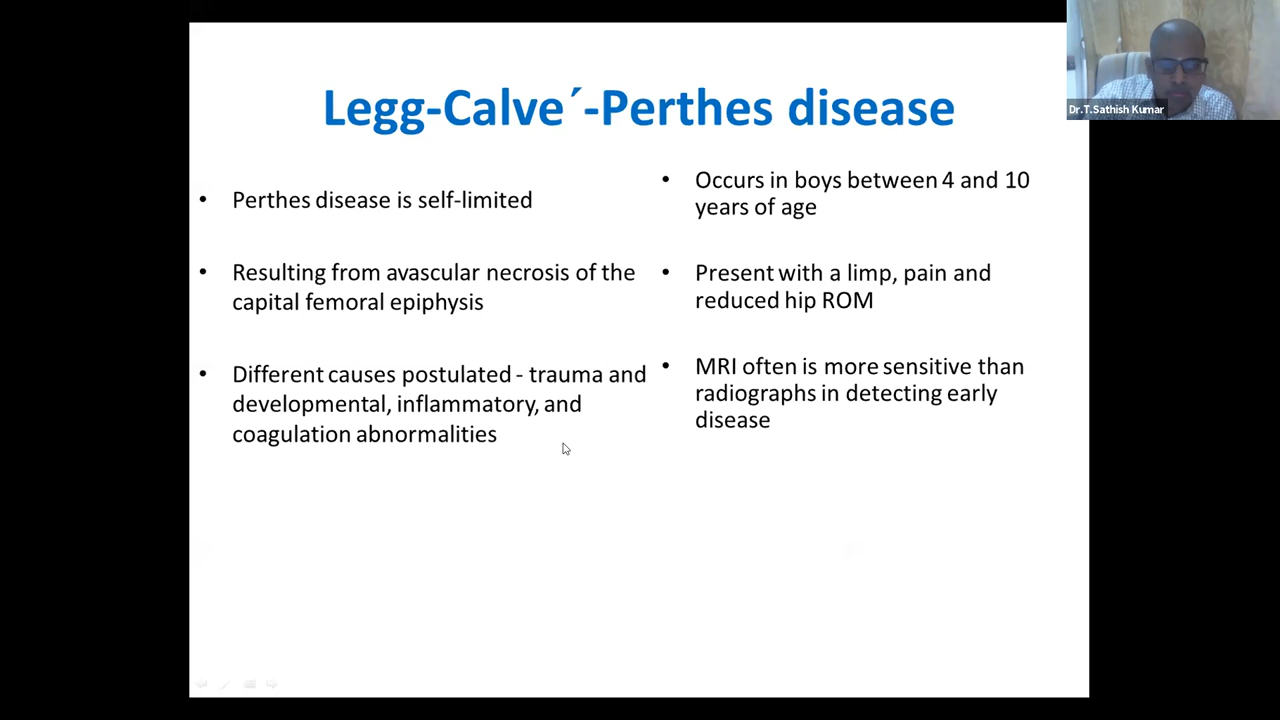 Legg-Calve´-Perthes disease
• Perthes disease is self-limited
• Resulting from avascular necrosis of the
capital femoral epiphysis
• Different causes postulated - trauma and
developmental, inflammatory, and
coagulation abnormalities
• Occurs in boys between 4 and 10
years of age
• Present with a limp, pain and
reduced hip ROM
• MRI often is more sensitive than
radiographs in detecting early
disease
Dr.T.Sathish Kumar